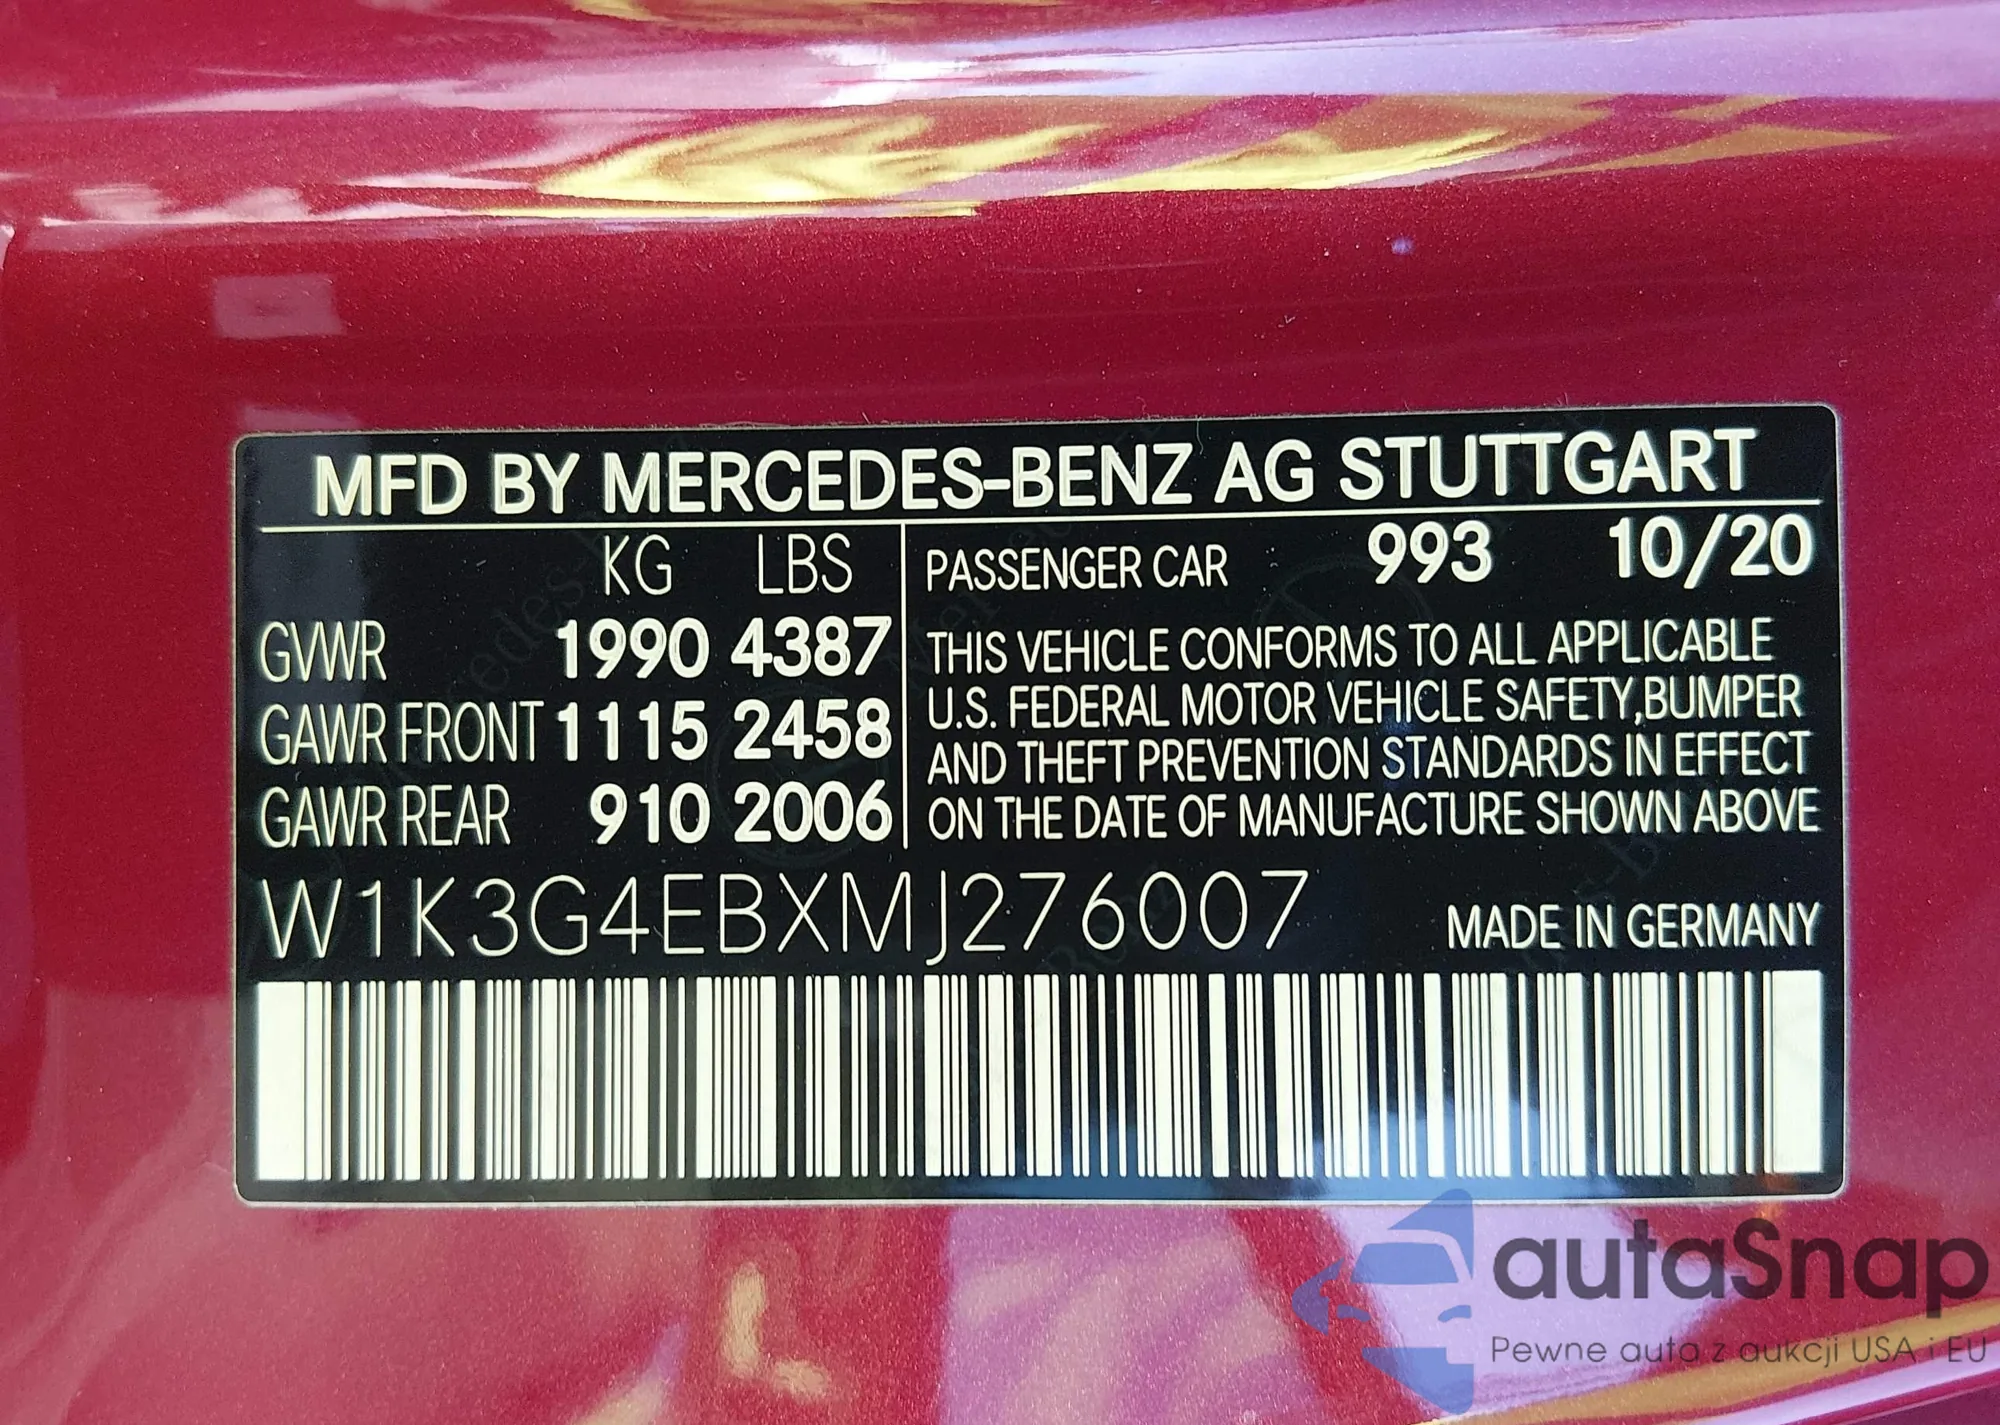 MFD BY MERCEDES-BENZ AG STUTTGART
KG LBS
GVWR 1990 4387
GAWR FRONT 1115 2458
GAWR REAR 910 2006
PASSENGER CAR 993 10/20
THIS VEHICLE CONFORMS TO ALL APPLICABLE
U.S. FEDERAL MOTOR VEHICLE SAFETY,BUMPER
AND THEFT PREVENTION STANDARDS IN EFFECT
ON THE DATE OF MANUFACTURE SHOWN ABOVE
W1K3G4EBXMJ276007
MADE IN GERMANY
autaSnap
Pewne auta z aukcji USA i EU